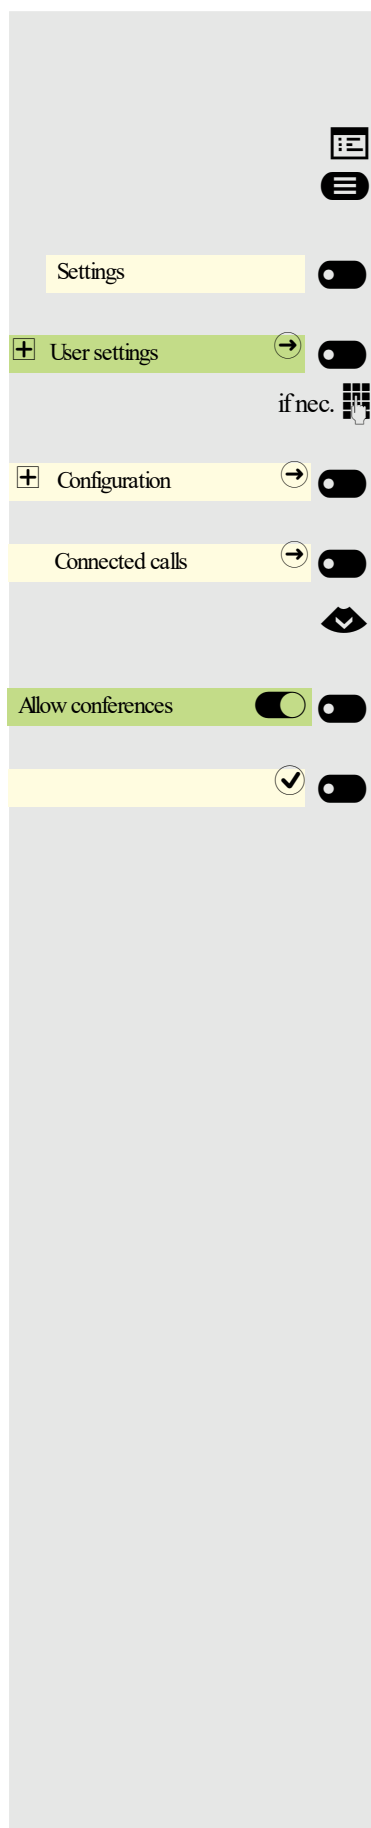 Settings
User settings
if nec.
Configuration
Connected calls
Allow conferences